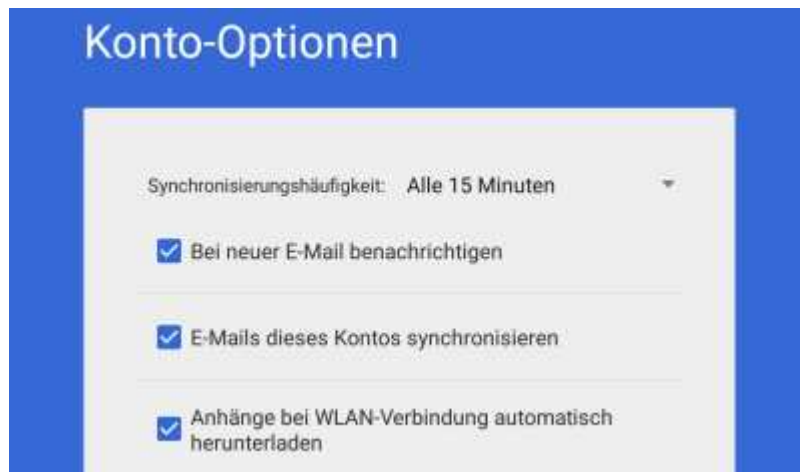 Konto-Optionen
Synchronisierungshäufigkeit: Alle 15 Minuten
Bei neuer E-Mail benachrichtigen
E-Mails dieses Kontos synchronisieren
Anhänge bei WLAN-Verbindung automatisch
herunterladen